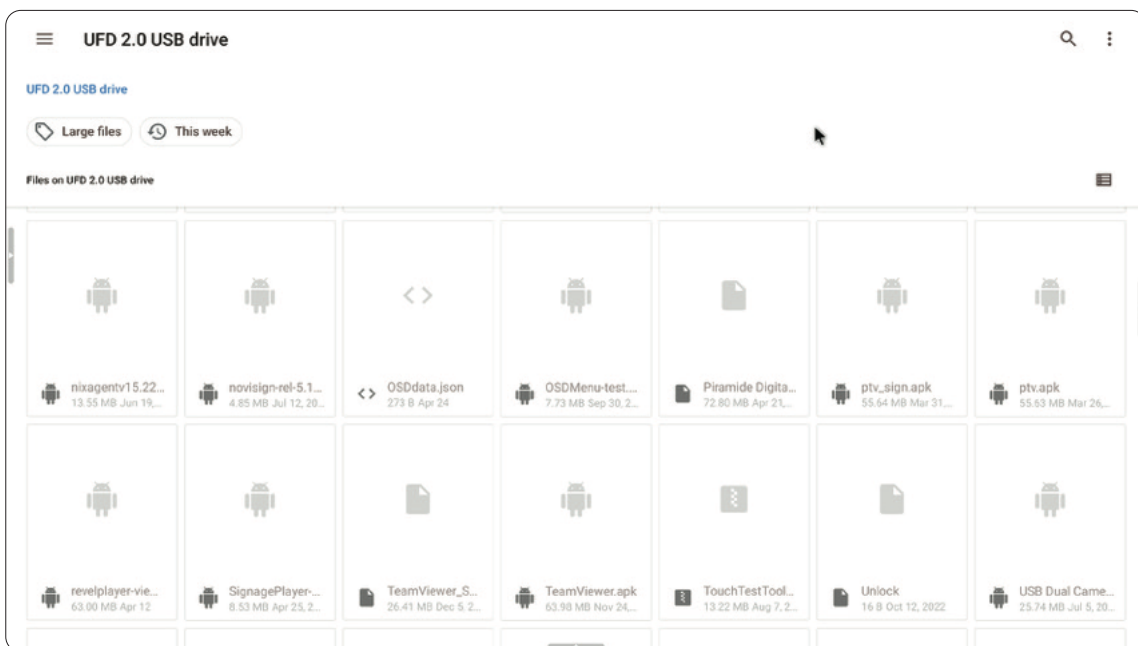 UFD 2.0 USB drive
UFD 2.0 USB drive
Large files
This week
Files on UFD 2.0 USB drive
nixagentv15.22...
13.55 MB Jun 19,...
novisign-rel-5.1...
4.85 MB Jul 12, 20...
OSDdata.json
273 B Apr 24
OSDMenu-test....
7.73 MB Sep 30, 2...
Piramide Digita...
72.80 MB Apr 21,...
ptv_sign.apk
55.64 MB Mar 31,...
ptv.apk
55.63 MB Mar 26,...
revelplayer-vie...
63.00 MB Apr 12
SignagePlayer-...
8.53 MB Apr 25, 2...
TeamViewer_S...
26.41 MB Dec 5, 2...
TeamViewer.apk
63.98 MB Nov 24,...
TouchTestTool...
13.22 MB Aug 7, 2...
Unlock
16 B Oct 12, 2022
USB Dual Came...
25.74 MB Jul 5, 20...